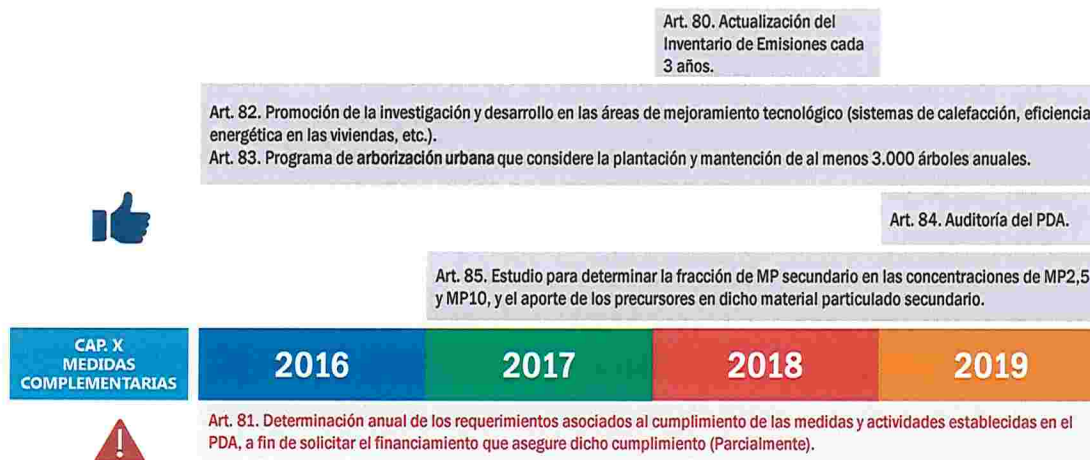 Art. 80. Actualización del
Inventario de Emisiones cada
3 años.
Art. 82. Promoción de la investigación y desarrollo en las áreas de mejoramiento tecnológico (sistemas de calefacción, eficiencia
energética en las viviendas, etc.).
Art. 83. Programa de arborización urbana que considere la plantación y mantención de al menos 3.000 árboles anuales.
Art. 84. Auditoría del PDA.
Art. 85. Estudio para determinar la fracción de MP secundario en las concentraciones de MP2,5
y MP10, y el aporte de los precursores en dicho material particulado secundario.
CAP. X
MEDIDAS
COMPLEMENTARIAS
2016
2017
2018
2019
Art. 81. Determinación anual de los requerimientos asociados al cumplimiento de las medidas y actividades establecidas en el
PDA, a fin de solicitar el financiamiento que asegure dicho cumplimiento (Parcialmente).